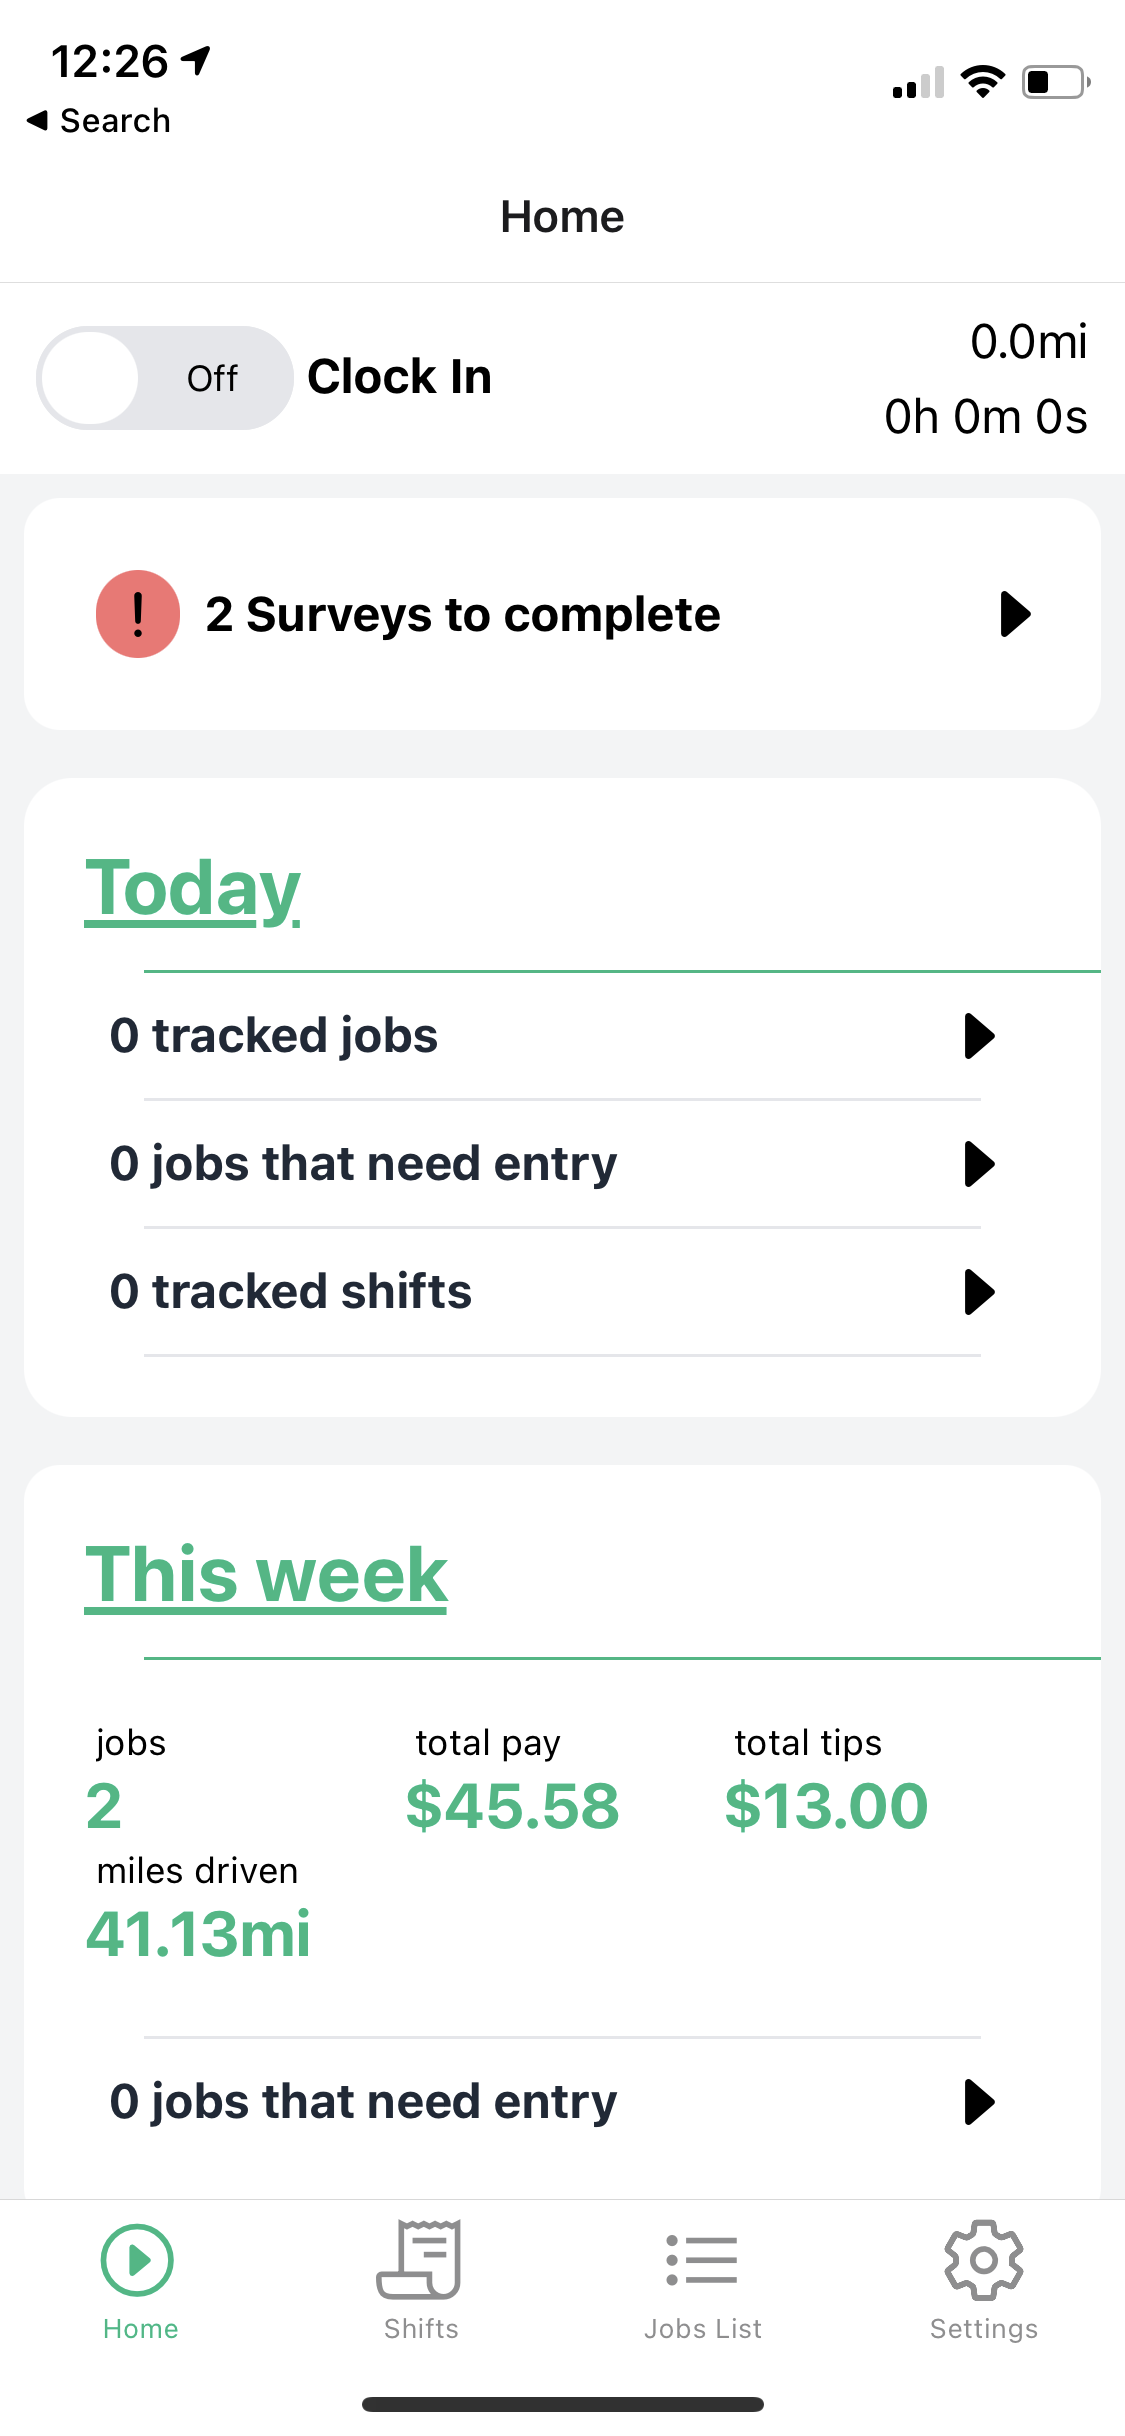 12:26
Search
Home
Off
Clock In
0.0mi
0h 0m 0s
!
2 Surveys to complete
Today
0 tracked jobs
0 jobs that need entry
0 tracked shifts
This week
jobs
total pay
total tips
2
$45.58
$13.00
miles driven
41.13mi
0 jobs that need entry
Home
Shifts
Jobs List
Settings